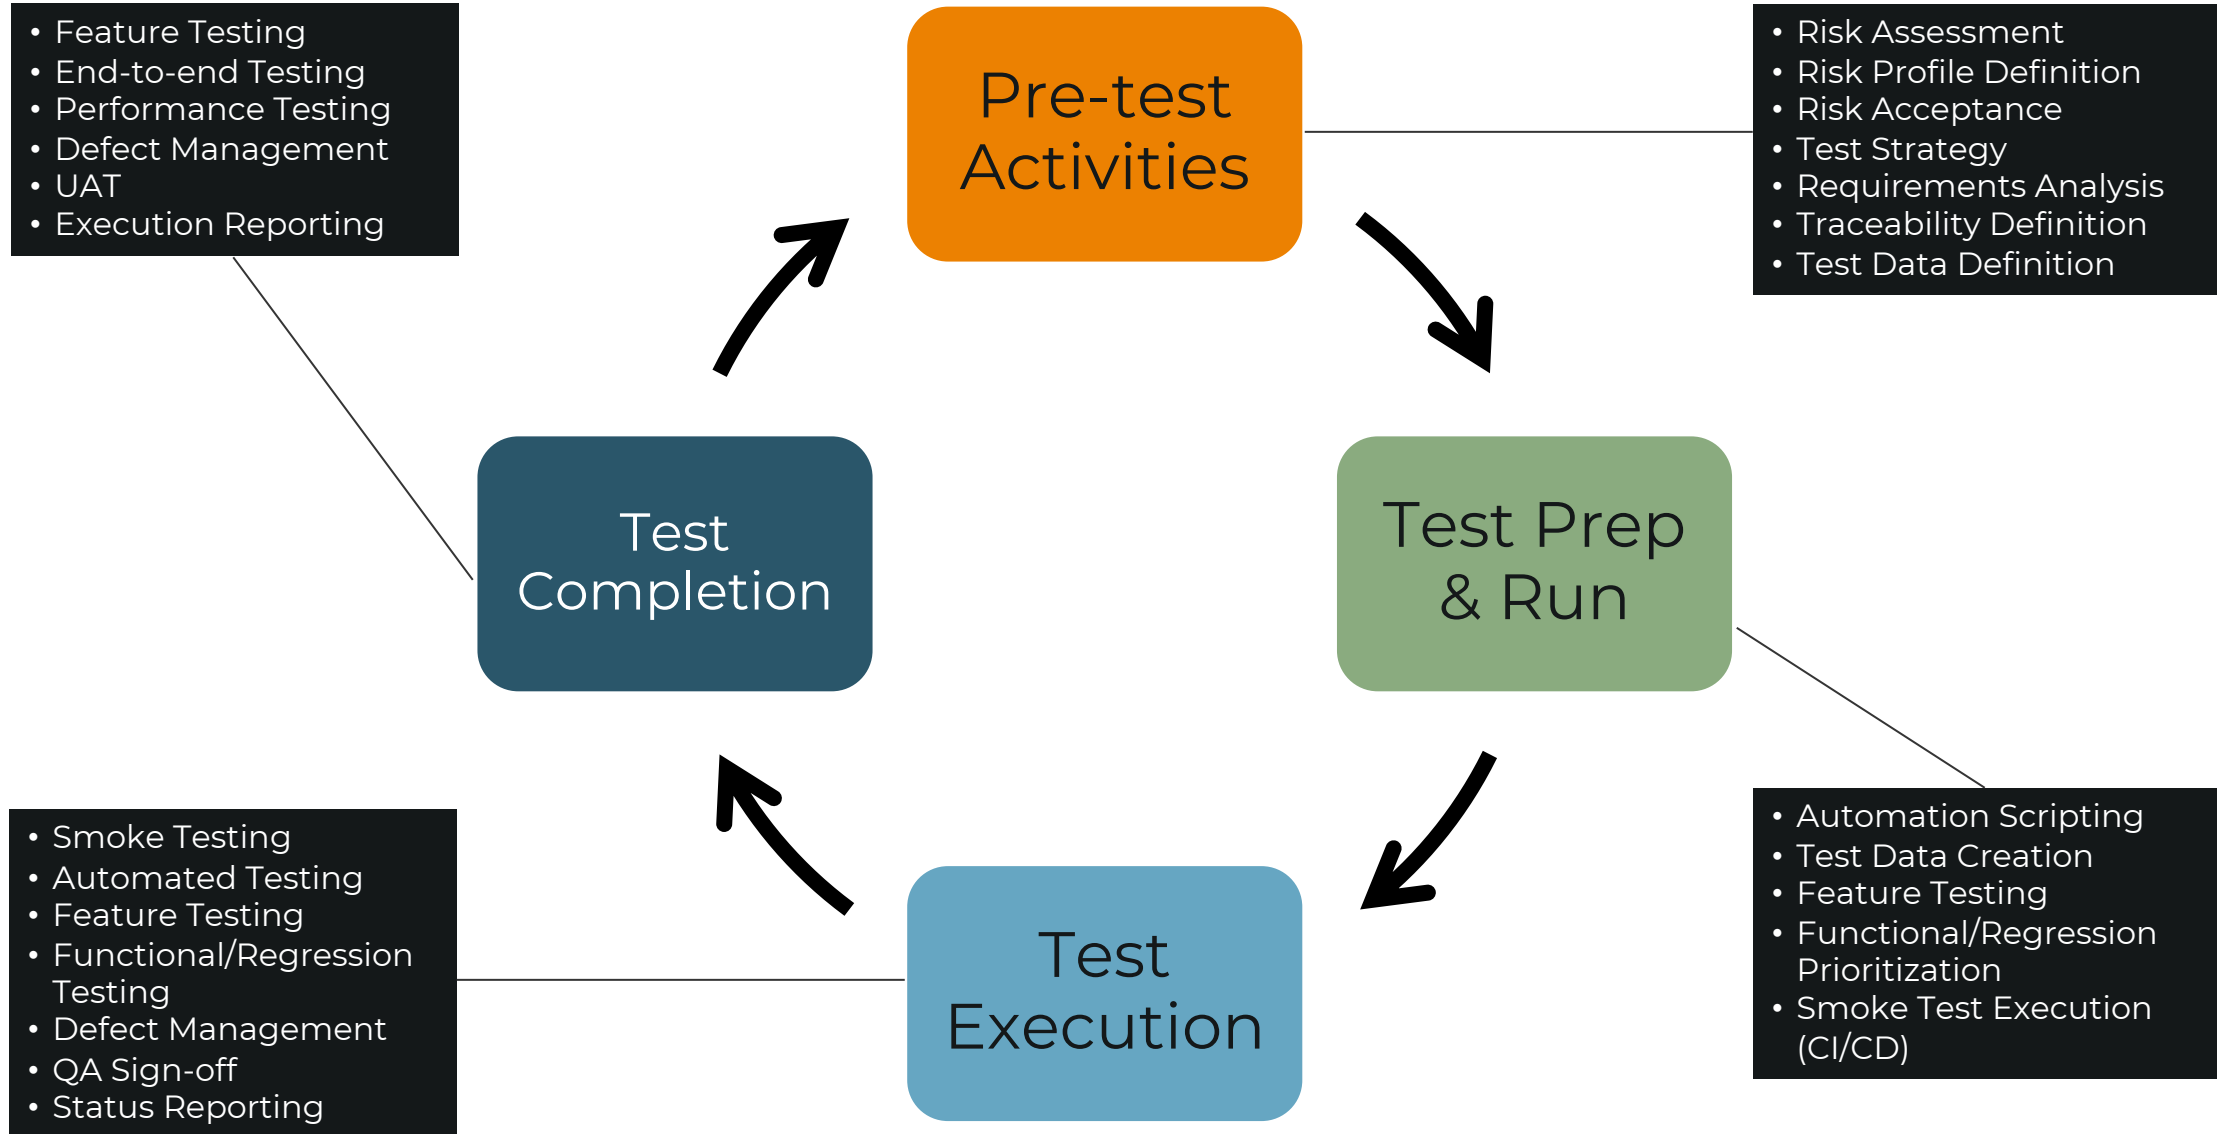 • Feature Testing
• End-to-end Testing
• Performance Testing
• Defect Management
• UAT
• Execution Reporting
Pre-test
Activities
• Risk Assessment
• Risk Profile Definition
• Risk Acceptance
• Test Strategy
• Requirements Analysis
• Traceability Definition
• Test Data Definition
Test
Completion
Test Prep
& Run
• Smoke Testing
• Automated Testing
• Feature Testing
• Functional/Regression
Testing
• Defect Management
• QA Sign-off
• Status Reporting
Test
Execution
• Automation Scripting
• Test Data Creation
• Feature Testing
• Functional/Regression
Prioritization
• Smoke Test Execution
(CI/CD)